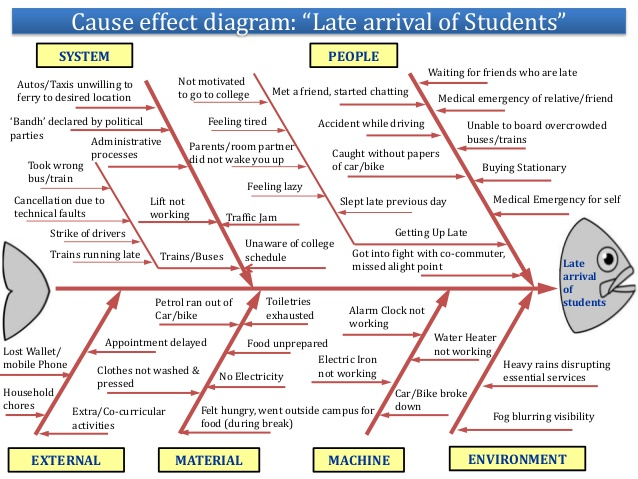 Cause effect diagram: “Late arrival of Students”
SYSTEM
PEOPLE
Autos/Taxis unwilling to
ferry to desired location
‘Bandh’ declared by political
parties
Administrative
processes
Took wrong
bus/train
Cancellation due to
technical faults
Strike of drivers
Trains running late
Lift not
working
Traffic Jam
Trains/Buses
Unaware of college
schedule
Not motivated
to go to college
Feeling tired
Parents/room partner
did not wake you up
Feeling lazy
Slept late previous day
Getting Up Late
Met a friend, started chatting
Accident while driving
Caught without papers
of car/bike
Got into fight with co-commuter,
missed alight point
Waiting for friends who are late
Medical emergency of relative/friend
Unable to board overcrowded
buses/trains
Buying Stationary
Medical Emergency for self
Late
arrival
of
students
Lost Wallet/
mobile Phone
Household
chores
Appointment delayed
Extra/Co-curricular
activities
Petrol ran out of
Car/bike
Clothes not washed &
pressed
Toiletries
exhausted
Food unprepared
No Electricity
Felt hungry, went outside campus for
food (during break)
Alarm Clock not
working
Electric Iron
not working
Water Heater
not working
Car/Bike broke
down
Heavy rains disrupting
essential services
Fog blurring visibility
EXTERNAL
MATERIAL
MACHINE
ENVIRONMENT